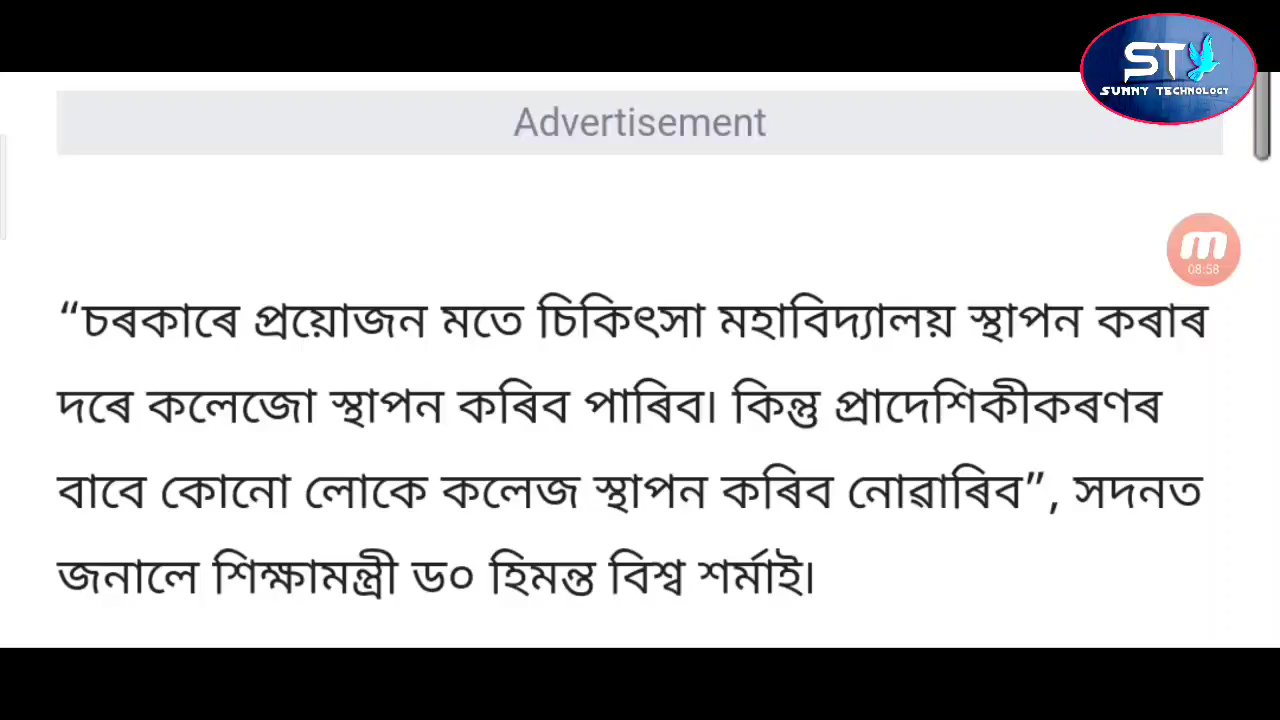 ST
SUNNY TECHNOLOGY
Advertisement
m
08:58
“চৰকাৰে প্ৰয়োজন মতে চিকিৎসা মহাবিদ্যালয় স্থাপন কৰাৰ
দৰে কলেজো স্থাপন কৰিব পাৰিব। কিন্তু প্ৰাদেশিকীকৰণৰ
বাবে কোনো লোকে কলেজ স্থাপন কৰিব নোৱাৰিব”, সদনত
জনালে শিক্ষামন্ত্ৰী ড০ হিমন্ত বিশ্ব শৰ্মাই।